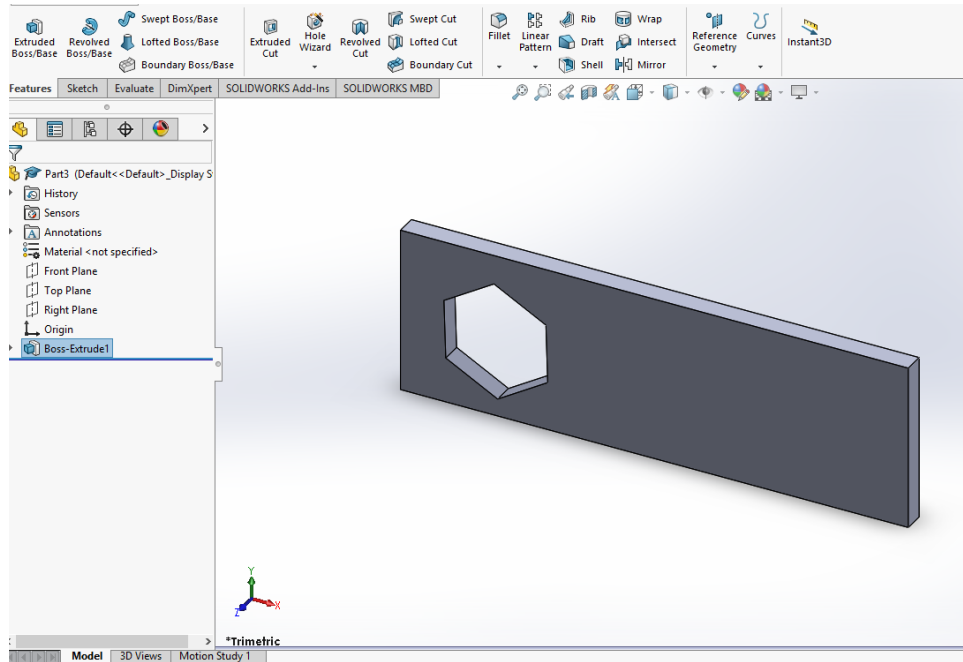 Extruded Boss/Base
Revolved Boss/Base
Swept Boss/Base
Lofted Boss/Base
Boundary Boss/Base
Extruded Cut
Hole Wizard
Revolved Cut
Swept Cut
Lofted Cut
Boundary Cut
Fillet
Linear Pattern
Rib
Draft
Shell
Wrap
Intersect
Mirror
Reference Geometry
Curves
Instant3D
Features Sketch Evaluate DimXpert SOLIDWORKS Add-Ins SOLIDWORKS MBD
Part3 (Default<<Default>_Display S
History
Sensors
Annotations
Material <not specified>
Front Plane
Top Plane
Right Plane
Origin
Boss-Extrude1
Y
Z
X
*Trimetric
Model 3D Views Motion Study 1